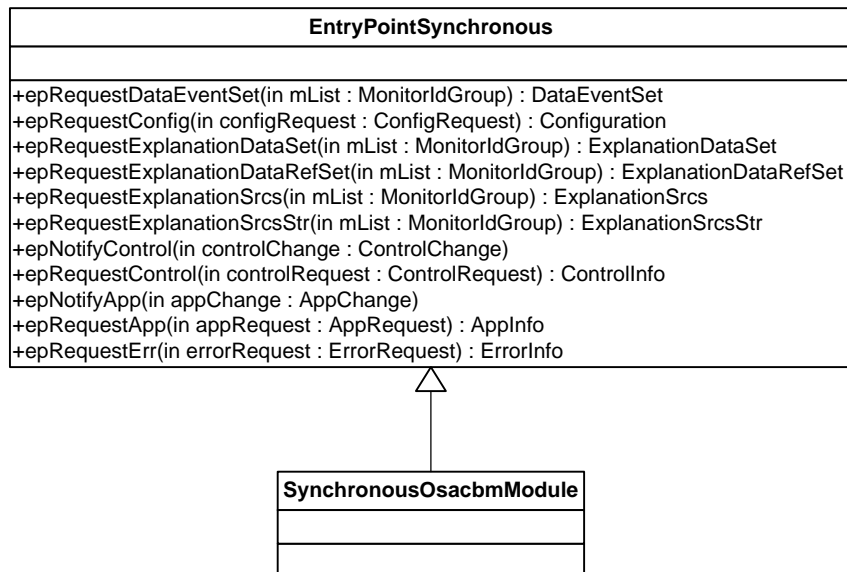 EntryPointSynchronous
+epRequestDataEventSet(in mList : MonitorIdGroup) : DataEventSet
+epRequestConfig(in configRequest : ConfigRequest) : Configuration
+epRequestExplanationDataSet(in mList : MonitorIdGroup) : ExplanationDataSet
+epRequestExplanationDataRefSet(in mList : MonitorIdGroup) : ExplanationDataRefSet
+epRequestExplanationSrcs(in mList : MonitorIdGroup) : ExplanationSrcs
+epRequestExplanationSrcsStr(in mList : MonitorIdGroup) : ExplanationSrcsStr
+epNotifyControl(in controlChange : ControlChange)
+epRequestControl(in controlRequest : ControlRequest) : ControlInfo
+epNotifyApp(in appChange : AppChange)
+epRequestApp(in appRequest : AppRequest) : AppInfo
+epRequestErr(in errorRequest : ErrorRequest) : ErrorInfo
SynchronousOsacbmModule